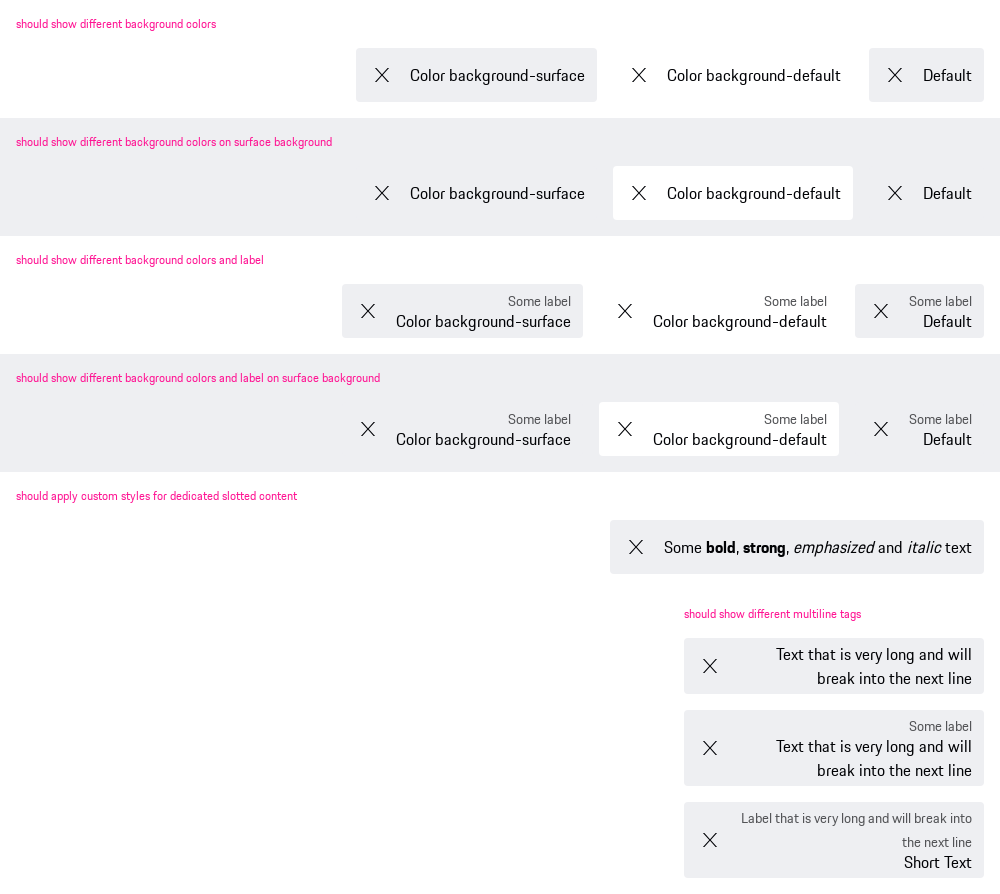 should show different background colors
Color background-surface
Color background-default
Default
should show different background colors on surface background
Color background-surface
Color background-default
Default
should show different background colors and label
Some label
Color background-surface
Some label
Color background-default
Some label
Default
should show different background colors and label on surface background
Some label
Color background-surface
Some label
Color background-default
Some label
Default
should apply custom styles for dedicated slotted content
Some bold, strong, emphasized and italic text
should show different multiline tags
Text that is very long and will
break into the next line
Some label
Text that is very long and will
break into the next line
Label that is very long and will break into
the next line
Short Text